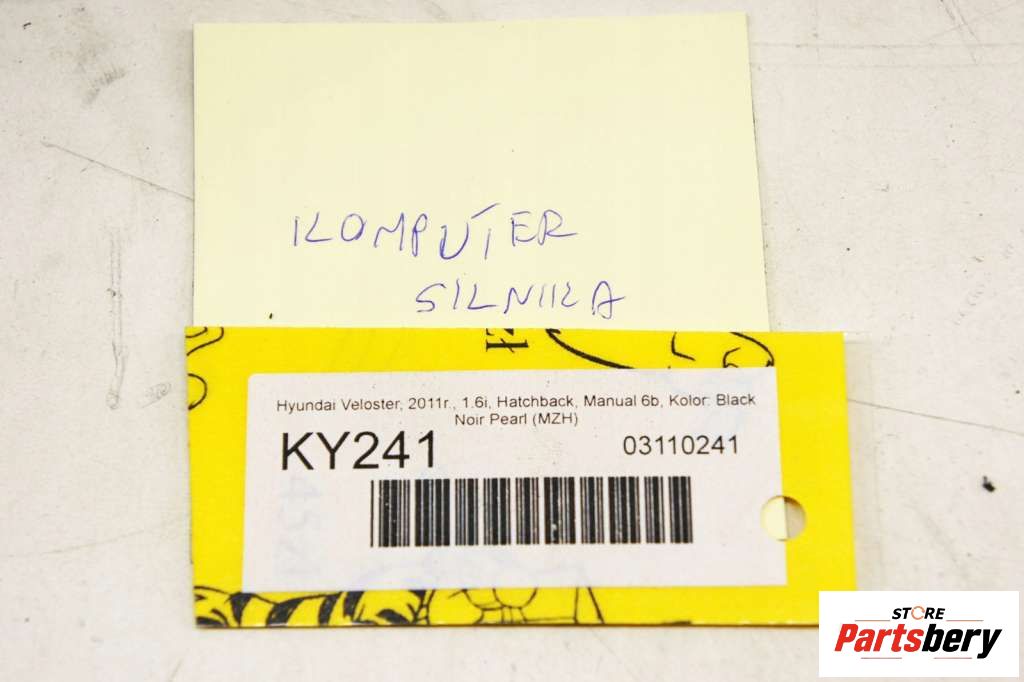 KOMPUTER
SILNIKA
Hyundai Veloster, 2011r., 1.6i, Hatchback, Manual 6b, Kolor: Black
Noir Pearl (MZH)
KY241
03110241
STORE
Partsbery